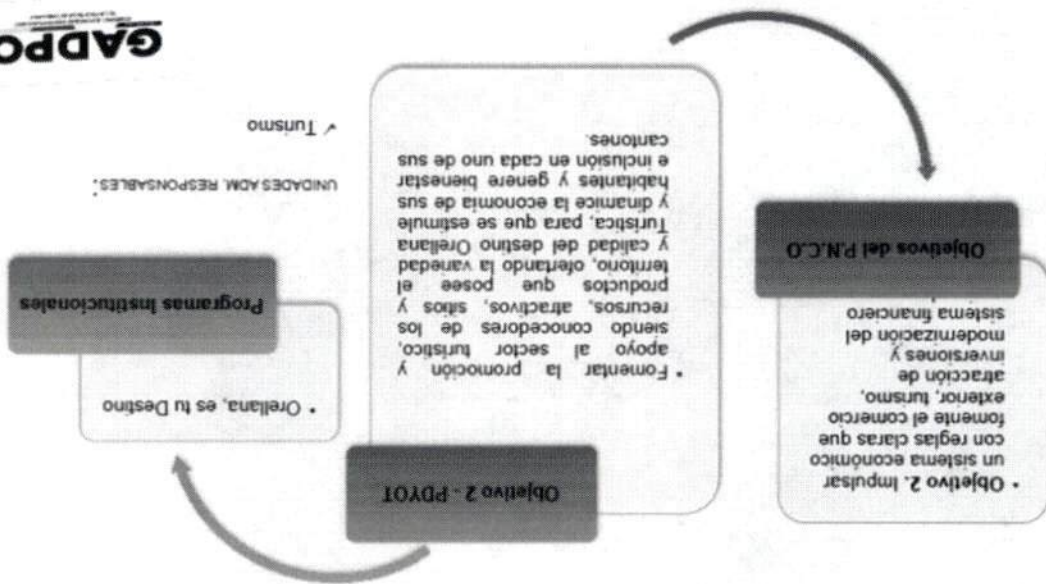 • Objetivo 2. Impulsar
un sistema económico
con reglas claras que
fomente el comercio
exterior, turismo,
atracción de
inversiones y
modernización del
sistema financiero
Objetivos del P.N.C.O
Objetivo 2 - PDYOT
• Fomentar la promoción y
apoyo al sector turístico,
siendo conocedores de los
recursos, atractivos, sitios y
productos que posee el
territorio, ofertando la variedad
y calidad del destino Orellana
Turística, para que se estimule
y dinamice la economía de sus
habitantes y genere bienestar
e inclusión en cada uno de sus
cantones.
• Orellana, es tu Destino
Programas Institucionales
UNIDADES ADM. RESPONSABLES:
✓ Turismo
GADPO